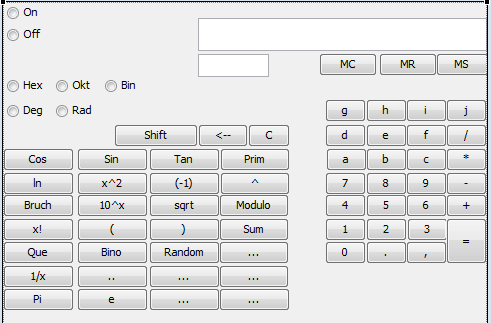 On
Off
MC MR MS
Hex Okt Bin
Deg Rad
g h i j
Shift <-- C d e f /
Cos Sin Tan Prim a b c *
ln x^2 (-1) ^ 7 8 9 -
Bruch 10^x sqrt Modulo 4 5 6 +
x! ( ) Sum 1 2 3 =
Que Bino Random ... 0 . ,
1/x .. ... ...
Pi e ... ...